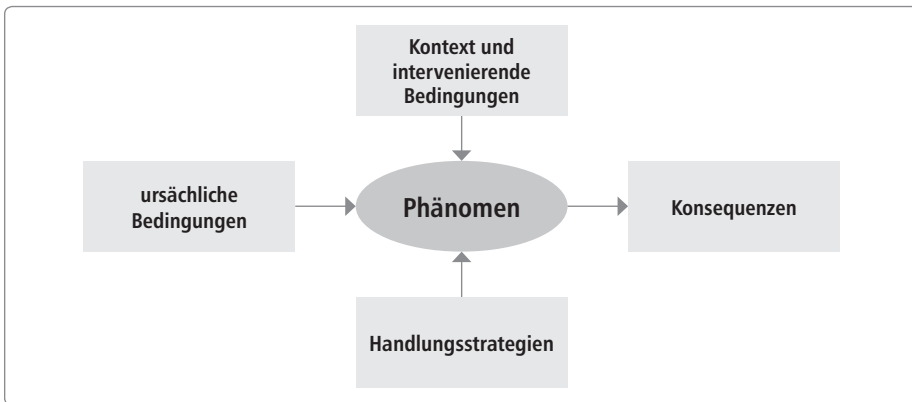 Kontext und
intervenierende
Bedingungen
ursächliche
Bedingungen
Phänomen
Konsequenzen
Handlungsstrategien